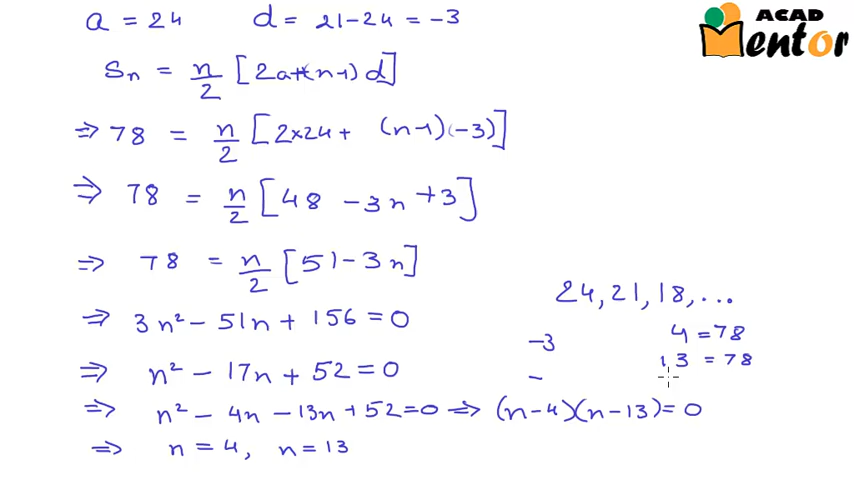 a = 24 d = 21-24 = -3
ACAD
Mentor
Sn = n/2 [2a+(n-1)d]
⇒ 78 = n/2 [2×24 + (n-1)(-3)]
⇒ 78 = n/2 [48 - 3n + 3]
⇒ 78 = n/2 [51 - 3n]
24, 21, 18, ...
⇒ 3n² - 51n + 156 = 0
-3 4 = 78
13 = 78
⇒ n² - 17n + 52 = 0
-
⇒ n² - 4n - 13n + 52 = 0 ⇒ (n-4)(n-13) = 0
⇒ n = 4, n = 13